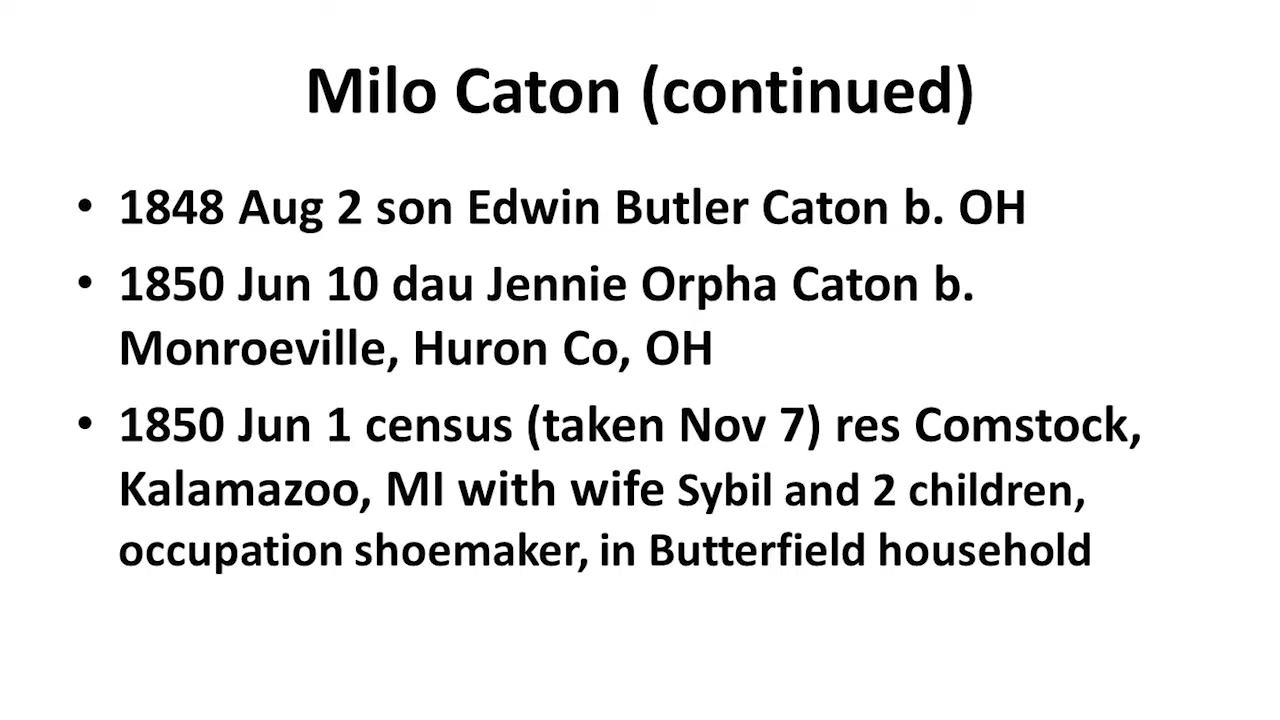 Milo Caton (continued)
• 1848 Aug 2 son Edwin Butler Caton b. OH
• 1850 Jun 10 dau Jennie Orpha Caton b.
Monroeville, Huron Co, OH
• 1850 Jun 1 census (taken Nov 7) res Comstock,
Kalamazoo, MI with wife Sybil and 2 children,
occupation shoemaker, in Butterfield household